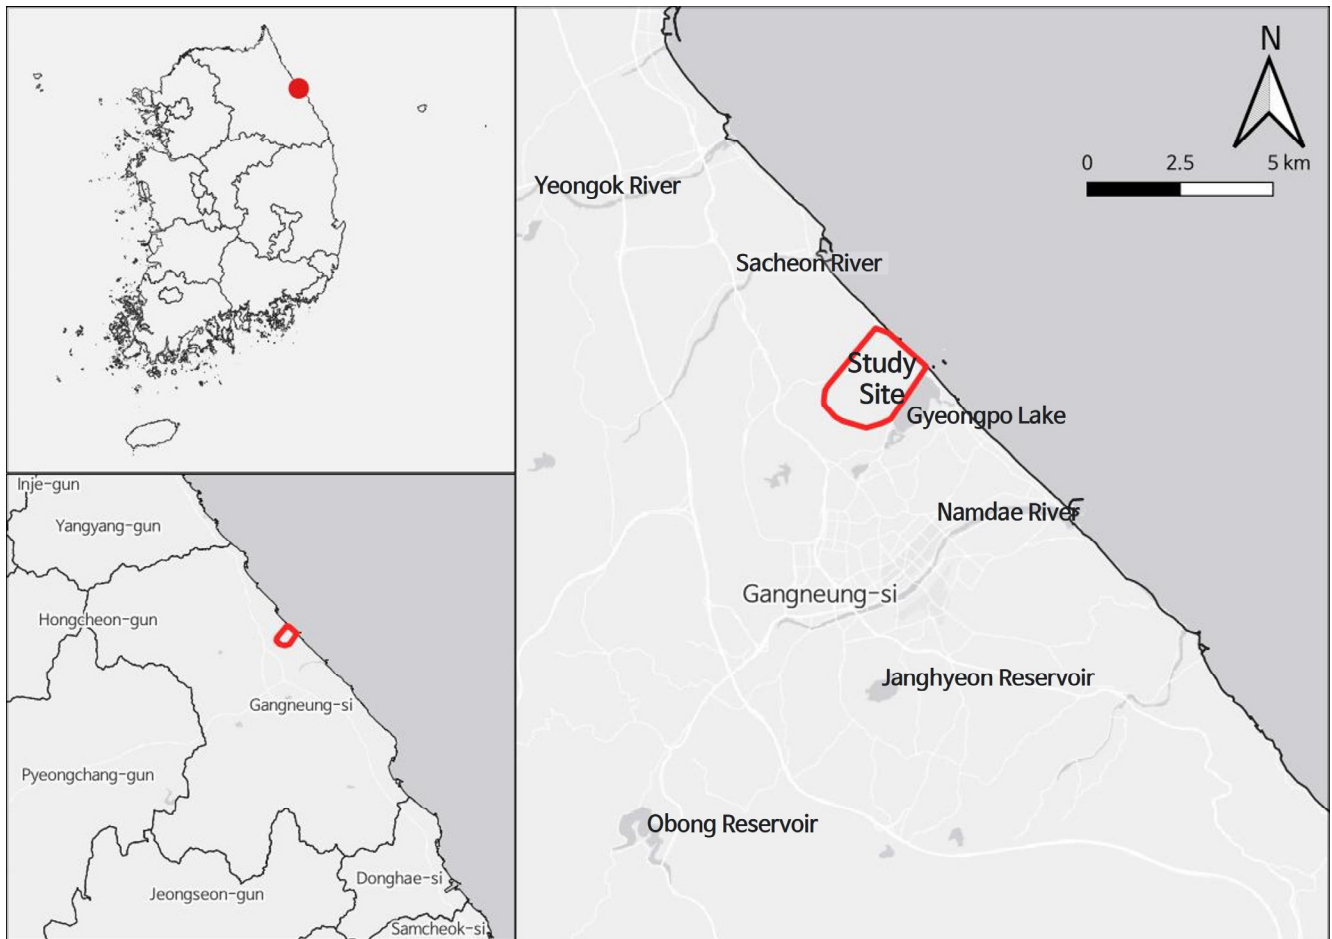 N
0 2.5 5 km
Yeongok River
Sacheon River
Study
Site
Gyeongpo Lake
Namdae River
Gangneung-si
Janghyeon Reservoir
Obong Reservoir
Inje-gun
Yangyang-gun
Hongcheon-gun
Gangneung-si
Pyeongchang-gun
Jeongseon-gun
Donghae-si
Samcheok-si